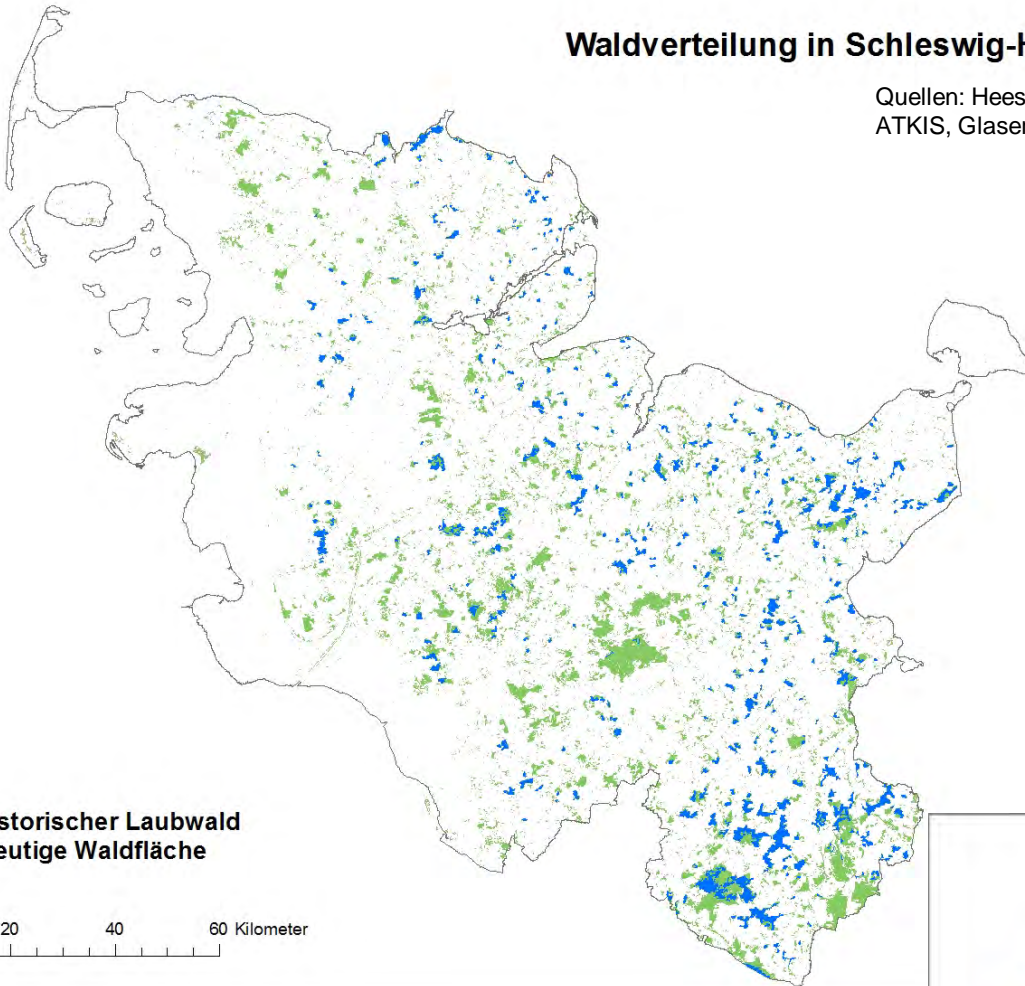 Waldverteilung in Schleswig-H
Quellen: Hees
ATKIS, Glaser
storischer Laubwald
eutige Waldfläche
20 40 60 Kilometer